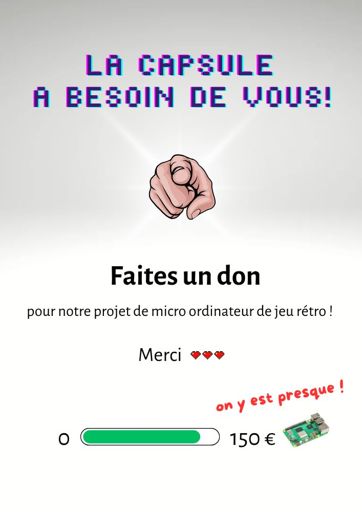 LA CAPSULE
A BESOIN DE VOUS!
Faites un don
pour notre projet de micro ordinateur de jeu rétro !
Merci
on y est presque !
0 150 €